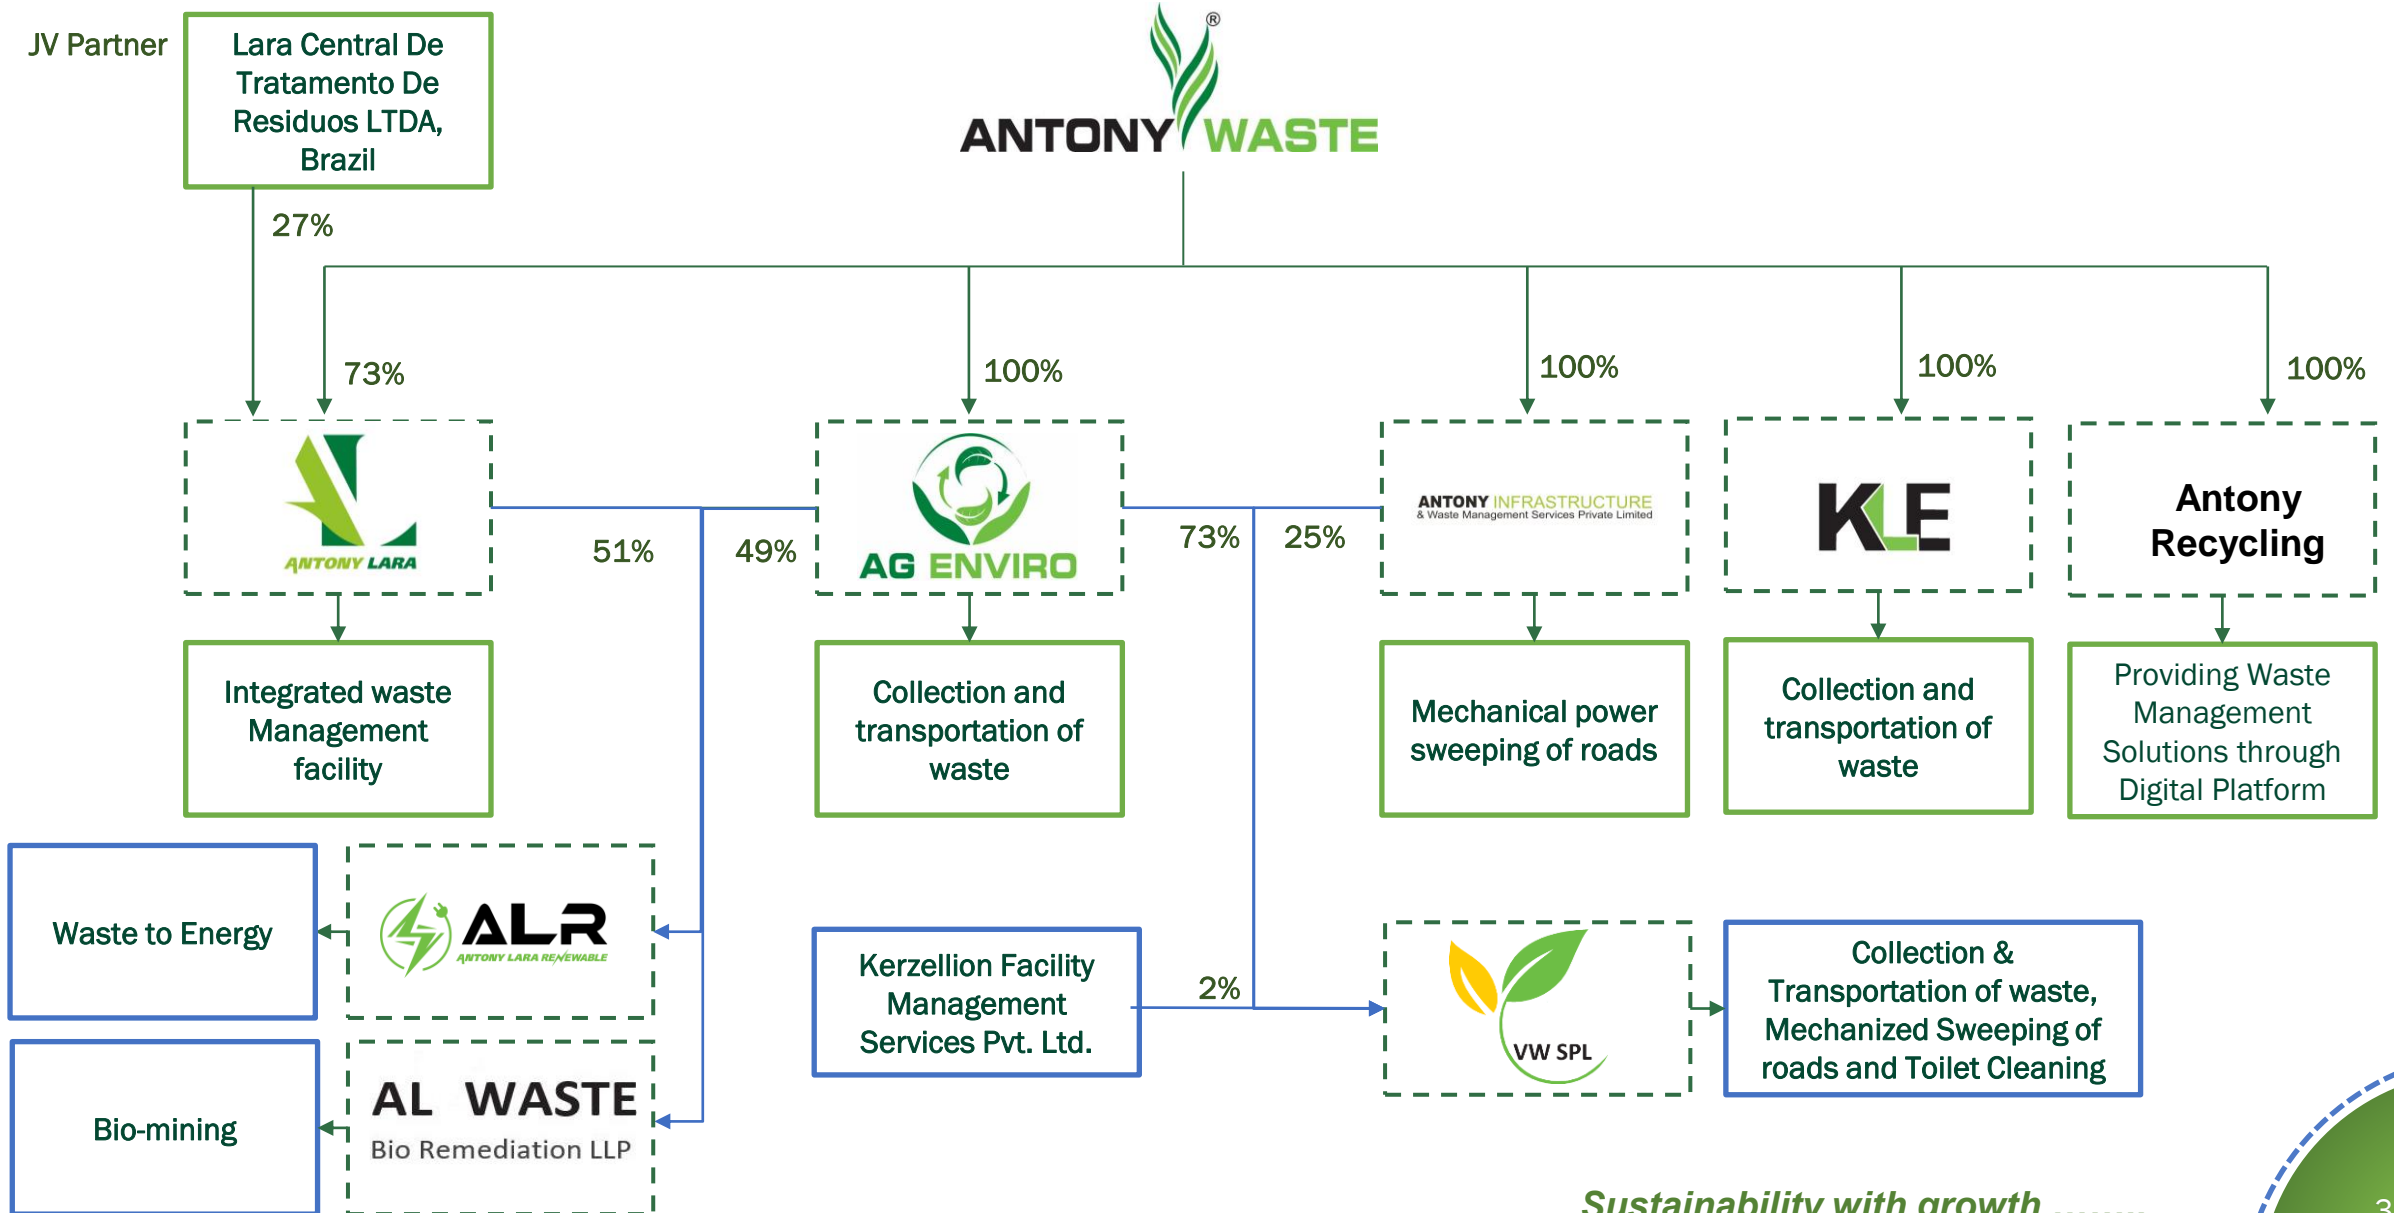 JV Partner
Lara Central De
Tratamento De
Residuos LTDA,
Brazil
®
ANTONY WASTE
27%
73%
100%
100%
100%
100%
ANTONY LARA
51%
49%
AG ENVIRO
73%
25%
ANTONY INFRASTRUCTURE
& Waste Management Services Private Limited
KLE
Antony
Recycling
Integrated waste
Management
facility
Collection and
transportation of
waste
Mechanical power
sweeping of roads
Collection and
transportation of
waste
Providing Waste
Management
Solutions through
Digital Platform
Waste to Energy
ALR
ANTONY LARA RENEWABLE
Kerzellion Facility
Management
Services Pvt. Ltd.
2%
VW SPL
Collection &
Transportation of waste,
Mechanized Sweeping of
roads and Toilet Cleaning
Bio-mining
AL WASTE
Bio Remediation LLP
Sustainability with growth ........
3